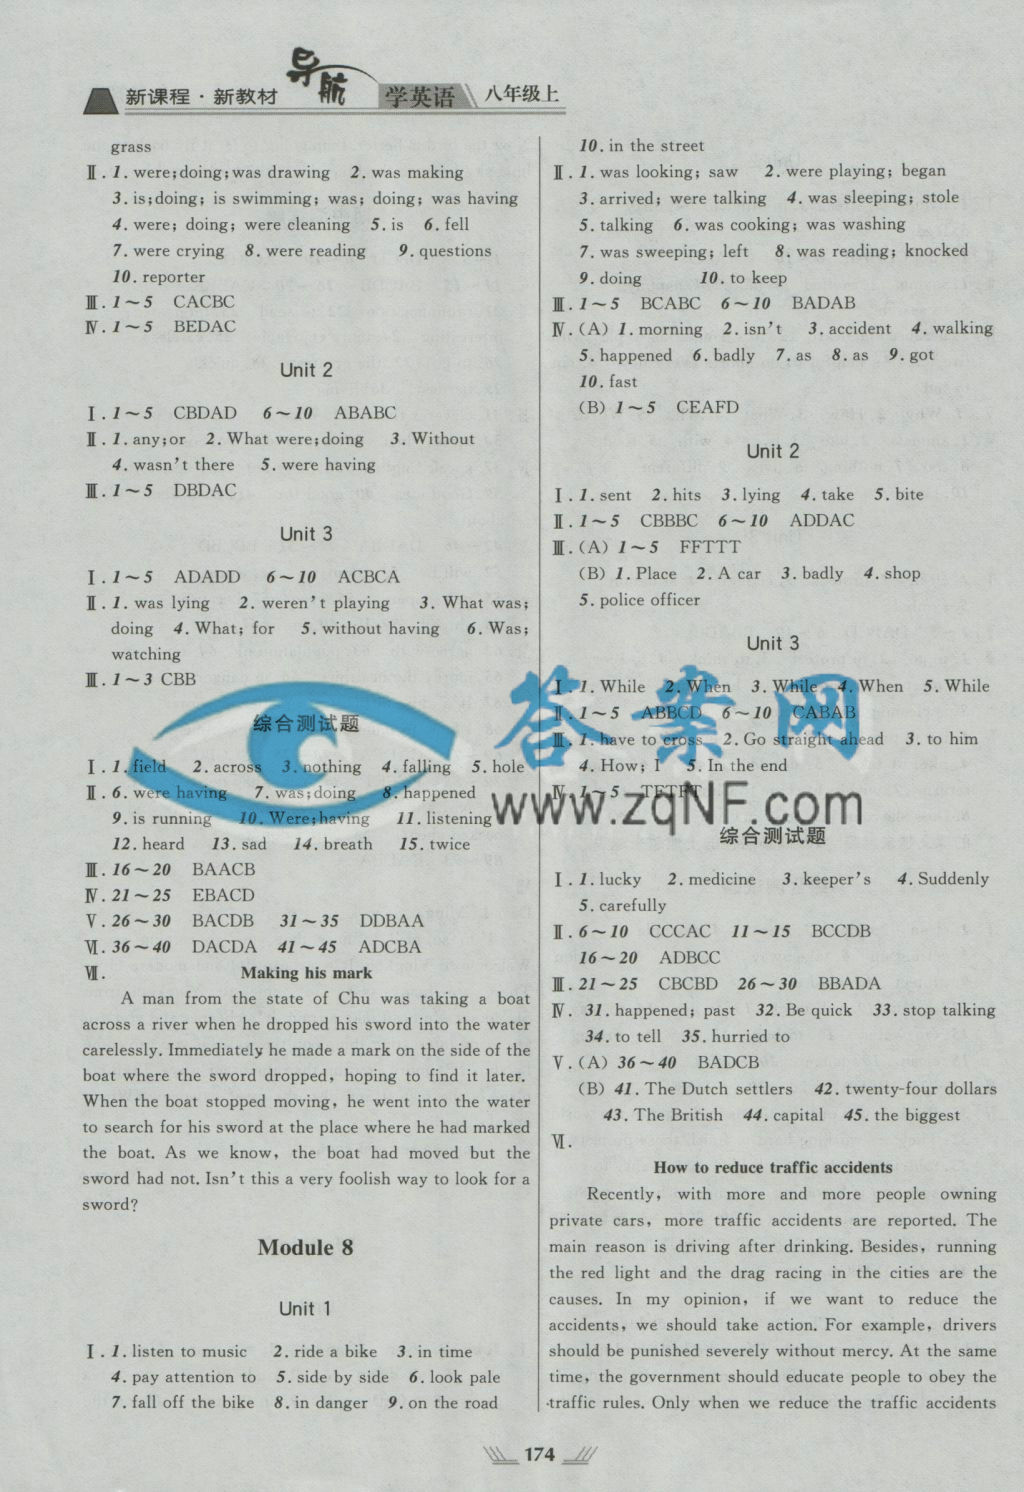 新课程·新教材 导航 学英语 八年级上
grass
Ⅱ. 1. were;doing;was drawing 2. was making
3. is;doing; is swimming; was; doing; was having
4. were; doing; were cleaning 5. is 6. fell
7. were crying 8. were reading 9. questions
10. reporter
Ⅲ. 1～5 CACBC
Ⅳ. 1～5 BEDAC
Unit 2
Ⅰ. 1～5 CBDAD 6～10 ABABC
Ⅱ. 1. any;or 2. What were;doing 3. Without
4. wasn't there 5. were having
Ⅲ. 1～5 DBDAC
Unit 3
Ⅰ. 1～5 ADADD 6～10 ACBCA
Ⅱ. 1. was lying 2. weren't playing 3. What was;
doing 4. What; for 5. without having 6. Was;
watching
Ⅲ. 1～3 CBB
综合测试题
Ⅰ. 1. field 2. across 3. nothing 4. falling 5. hole
Ⅱ. 6. were having 7. was;doing 8. happened
9. is running 10. Were;having 11. listening
12. heard 13. sad 14. breath 15. twice
Ⅲ. 16～20 BAACB
Ⅳ. 21～25 EBACD
Ⅴ. 26～30 BACDB 31～35 DDBAA
Ⅵ. 36～40 DACDA 41～45 ADCBA
Ⅶ. Making his mark
A man from the state of Chu was taking a boat
across a river when he dropped his sword into the water
carelessly. Immediately, he made a mark on the side of the
boat where the sword dropped, hoping to find it later.
When the boat stopped moving, he went into the water
to search for his sword at the place where he had marked
the boat. As we know, the boat had moved but the
sword had not. Isn't this a very foolish way to look for a
sword?
Module 8
Unit 1
Ⅰ. 1. listen to music 2. ride a bike 3. in time
4. pay attention to 5. side by side 6. look pale
7. fall off the bike 8. in danger 9. on the road
10. in the street
Ⅱ. 1. was looking; saw 2. were playing; began
3. arrived; were talking 4. was sleeping; stole
5. talking 6. was cooking; was washing
7. was sweeping; left 8. was reading; knocked
9. doing 10. to keep
Ⅲ. 1～5 BCABC 6～10 BADAB
Ⅳ. (A) 1. morning 2. isn't 3. accident 4. walking
5. happened 6. badly 7. as 8. as 9. got
10. fast
(B) 1～5 CEAFD
Unit 2
Ⅰ. 1. sent 2. hits 3. lying 4. take 5. bite
Ⅱ. 1～5 CBBBC 6～10 ADDAC
Ⅲ. (A) 1～5 FFTTT
(B) 1. Place 2. A car 3. badly 4. shop
5. police officer
Unit 3
Ⅰ. 1. While 2. When 3. While 4. When 5. While
Ⅱ. 1～5 ABBCD 6～10 CABAB
Ⅲ. 1. have to cross 2. Go straight ahead 3. to him
4. How; I 5. In the end
Ⅳ. 1～5
答案网
www.zqNF.com
综合测试题
Ⅰ. 1. lucky 2. medicine 3. keeper's 4. Suddenly
5. carefully
Ⅱ. 6～10 CCCAC 11～15 BCCDB
16～20 ADBCC
Ⅲ. 21～25 CBCBD 26～30 BBADA
Ⅳ. 31. happened; past 32. Be quick 33. stop talking
34. to tell 35. hurried to
Ⅴ. (A) 36～40 BADCB
(B) 41. The Dutch settlers 42. twenty-four dollars
43. The British 44. capital 45. the biggest
Ⅵ.
How to reduce traffic accidents
Recently, with more and more people owning
private cars, more traffic accidents are reported. The
main reason is driving after drinking. Besides, running
the red light and the drag racing in the cities are the
causes. In my opinion, if we want to reduce the
accidents, we should take action. For example, drivers
should be punished severely without mercy. At the same
time, the government should educate people to obey the
traffic rules. Only when we reduce the traffic accidents
174